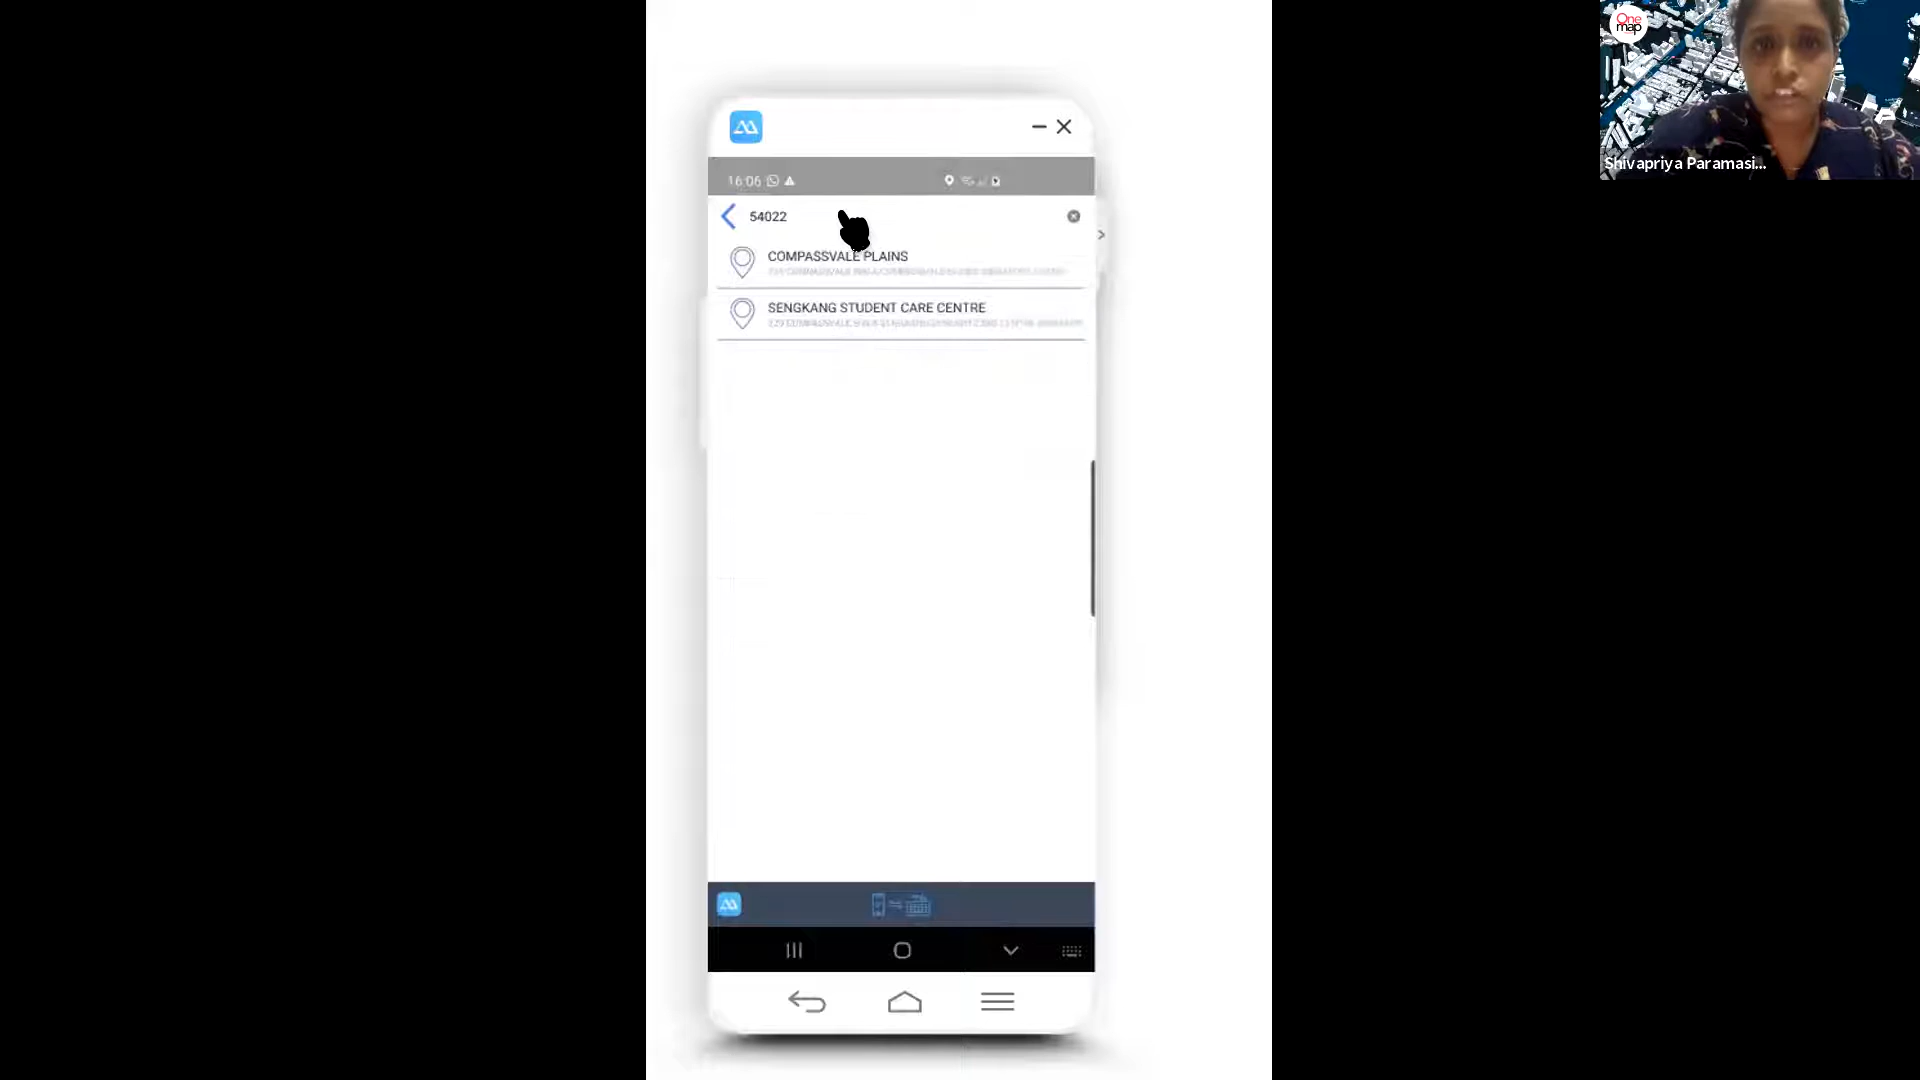 One
map
Shivapriya Paramasi...
16:06
54022
COMPASSVALE PLAINS
SENGKANG STUDENT CARE CENTRE